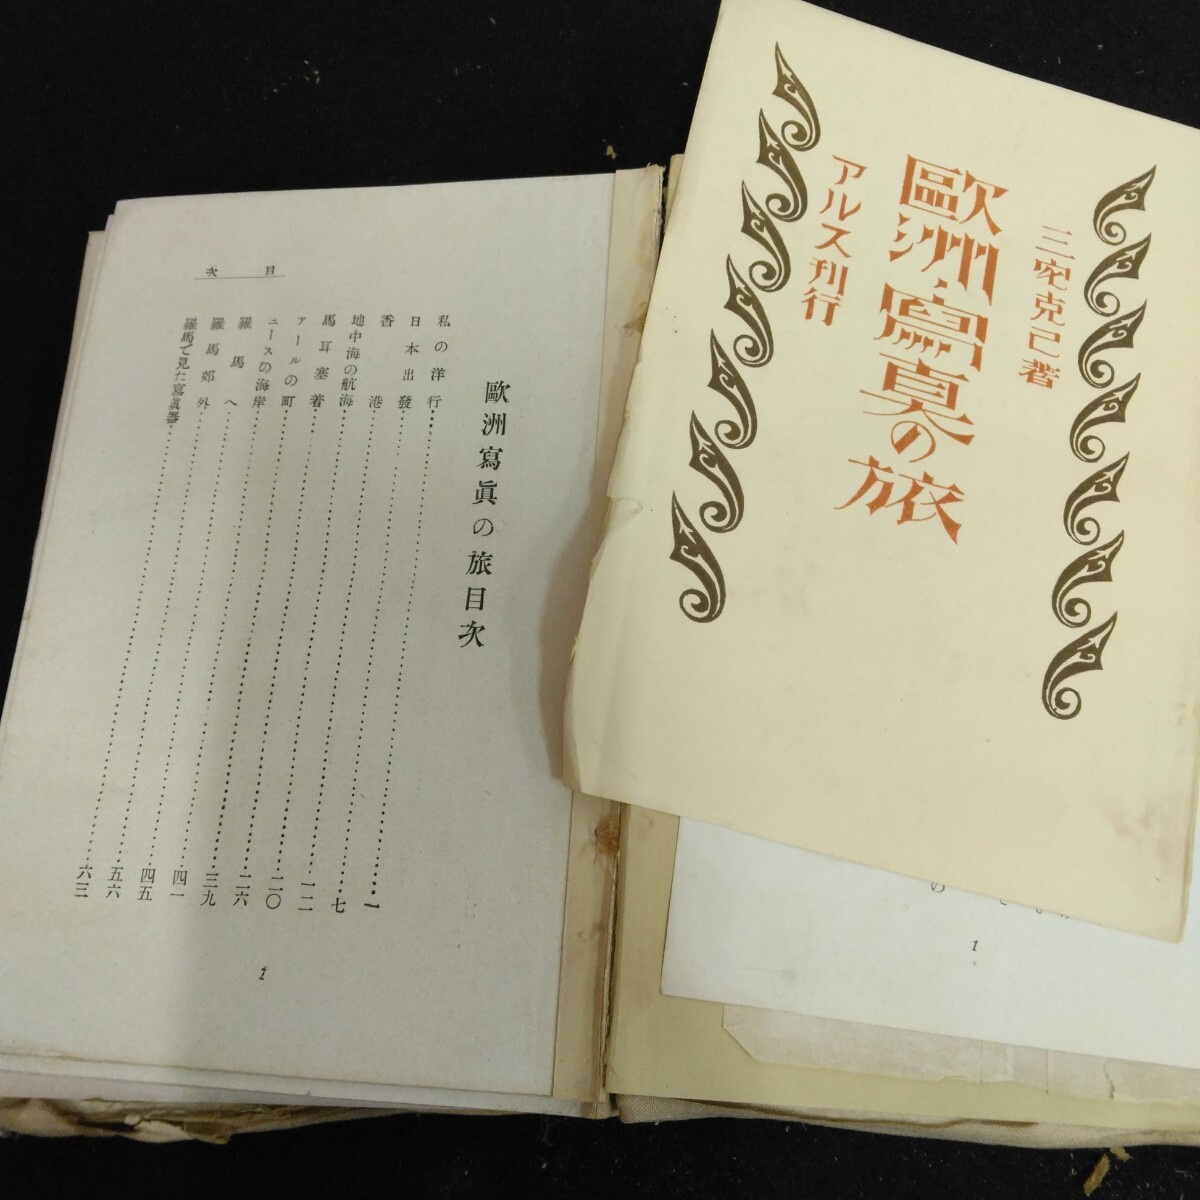 三宅克己著
歐洲・寫真の旅
アルス刊行
目次
歐洲寫眞の旅目次
私の洋行……一
日本出發……七
香港……一二
地中海の航海……二〇
馬耳塞着……二六
アールの町……三九
ニースの海岸……四一
羅馬へ……四五
羅馬郊外……五六
羅馬で見た寫眞器……六三
1
の
1